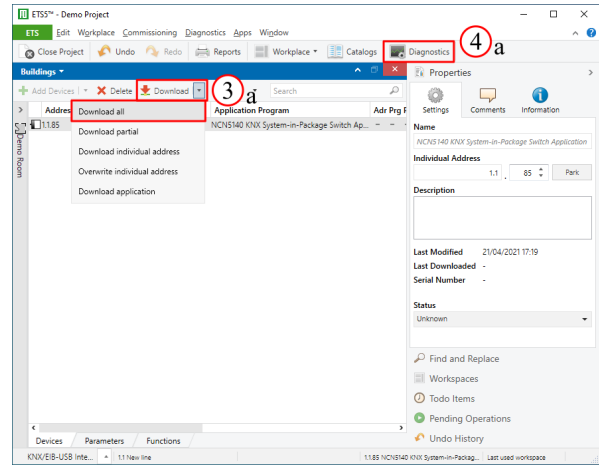 ETS5™ - Demo Project
ETS Edit Workplace Commissioning Diagnostics Apps Window
Close Project Undo Redo Reports Workplace Catalogs Diagnostics
4 a
Buildings
Add Devices Delete Download Search
3 a
Addres Application Program Adr Prg
1.1.85 NCN5140 KNX System-in-Package Switch Ap... - -
Download all
Download partial
Download individual address
Overwrite individual address
Download application
Demo Room
Devices Parameters Functions
Properties
Settings Comments Information
Name
NCN5140 KNX System-in-Package Switch Application
Individual Address
1.1 . 85 Park
Description
Last Modified 21/04/2021 17:19
Last Downloaded -
Serial Number -
Status
Unknown
Find and Replace
Workspaces
Todo Items
Pending Operations
Undo History
KNX/EIB-USB Inte... 1.1 New line 1.1.85 NCN5140 KNX System-in-Packag... Last used workspace